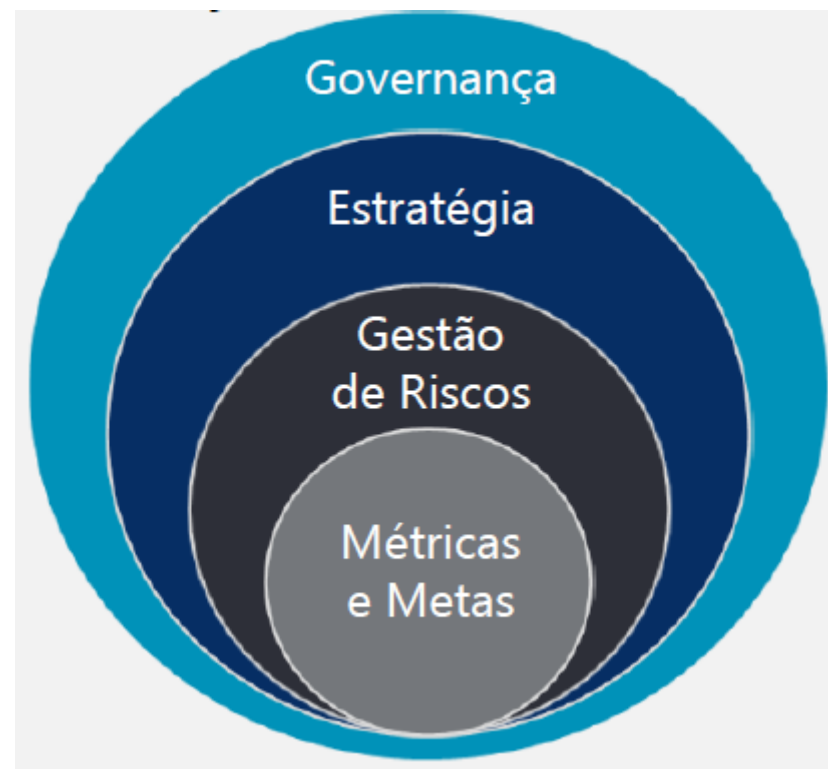 Governança
Estratégia
Gestão
de Riscos
Métricas
e Metas